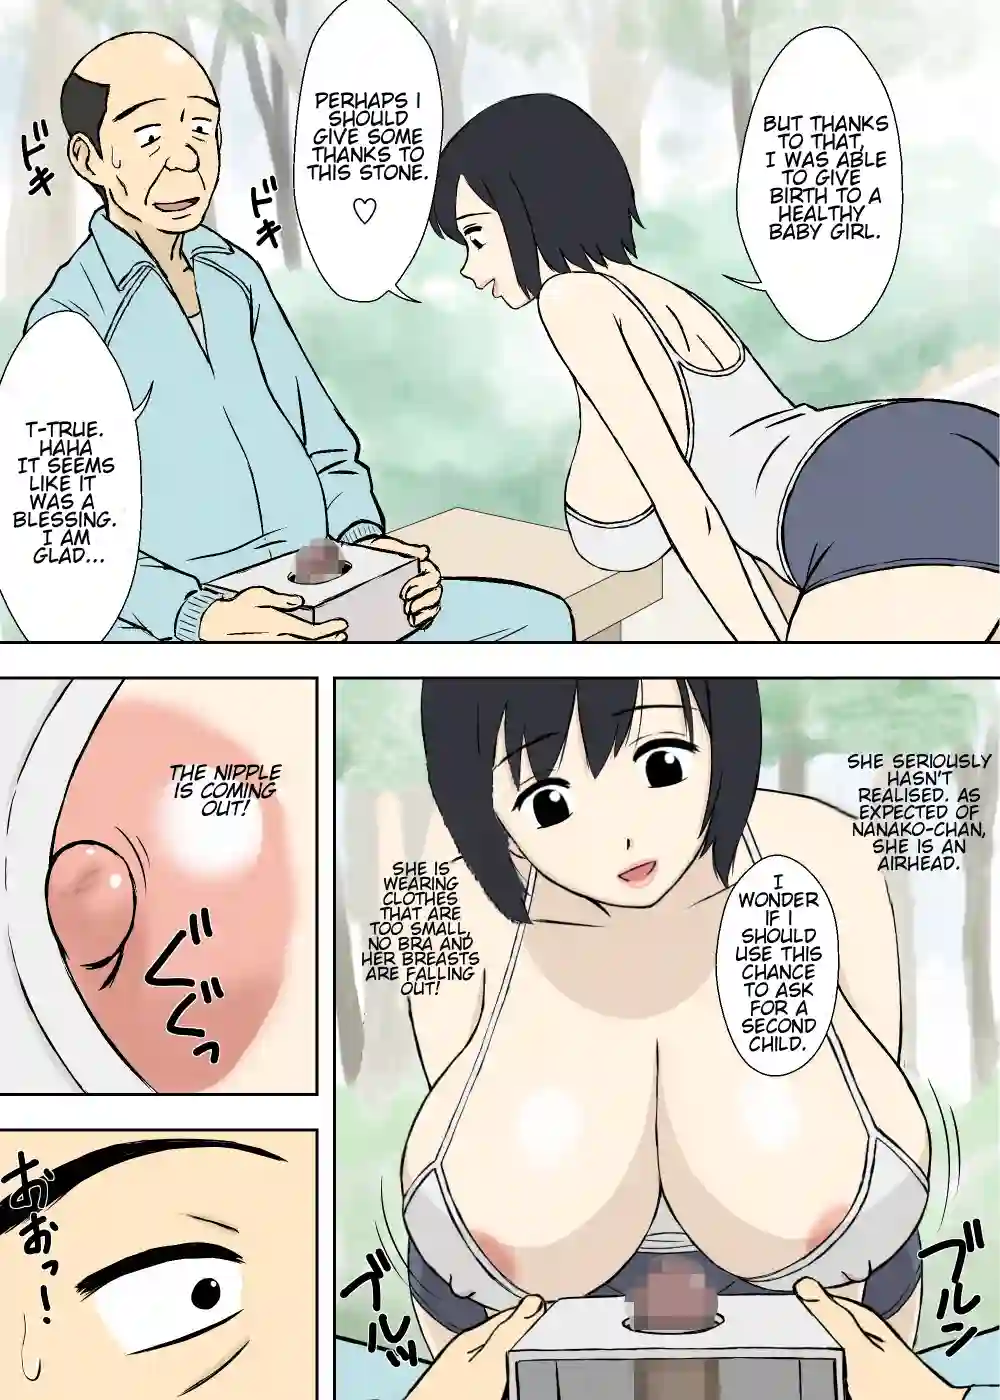 BUT THANKS
TO THAT,
I WAS ABLE
TO GIVE
BIRTH TO A
HEALTHY
BABY GIRL.
PERHAPS I
SHOULD
GIVE SOME
THANKS TO
THIS STONE.
♡
ドキ
ドキ
T-TRUE.
HAHA
IT SEEMS
LIKE IT
WAS A
BLESSING.
I AM
GLAD...
THE NIPPLE
IS COMING
OUT!
ぐぐっ
SHE SERIOUSLY
HASN'T
REALISED. AS
EXPECTED OF
NANAKO-CHAN,
SHE IS AN
AIRHEAD.
I
WONDER
IF I
SHOULD
USE THIS
CHANCE
TO ASK
FOR A
SECOND
CHILD.
SHE IS
WEARING
CLOTHES
THAT ARE
TOO SMALL,
NO BRA AND
HER BREASTS
ARE FALLING
OUT!
ブルッ
ブルン
おおっ!